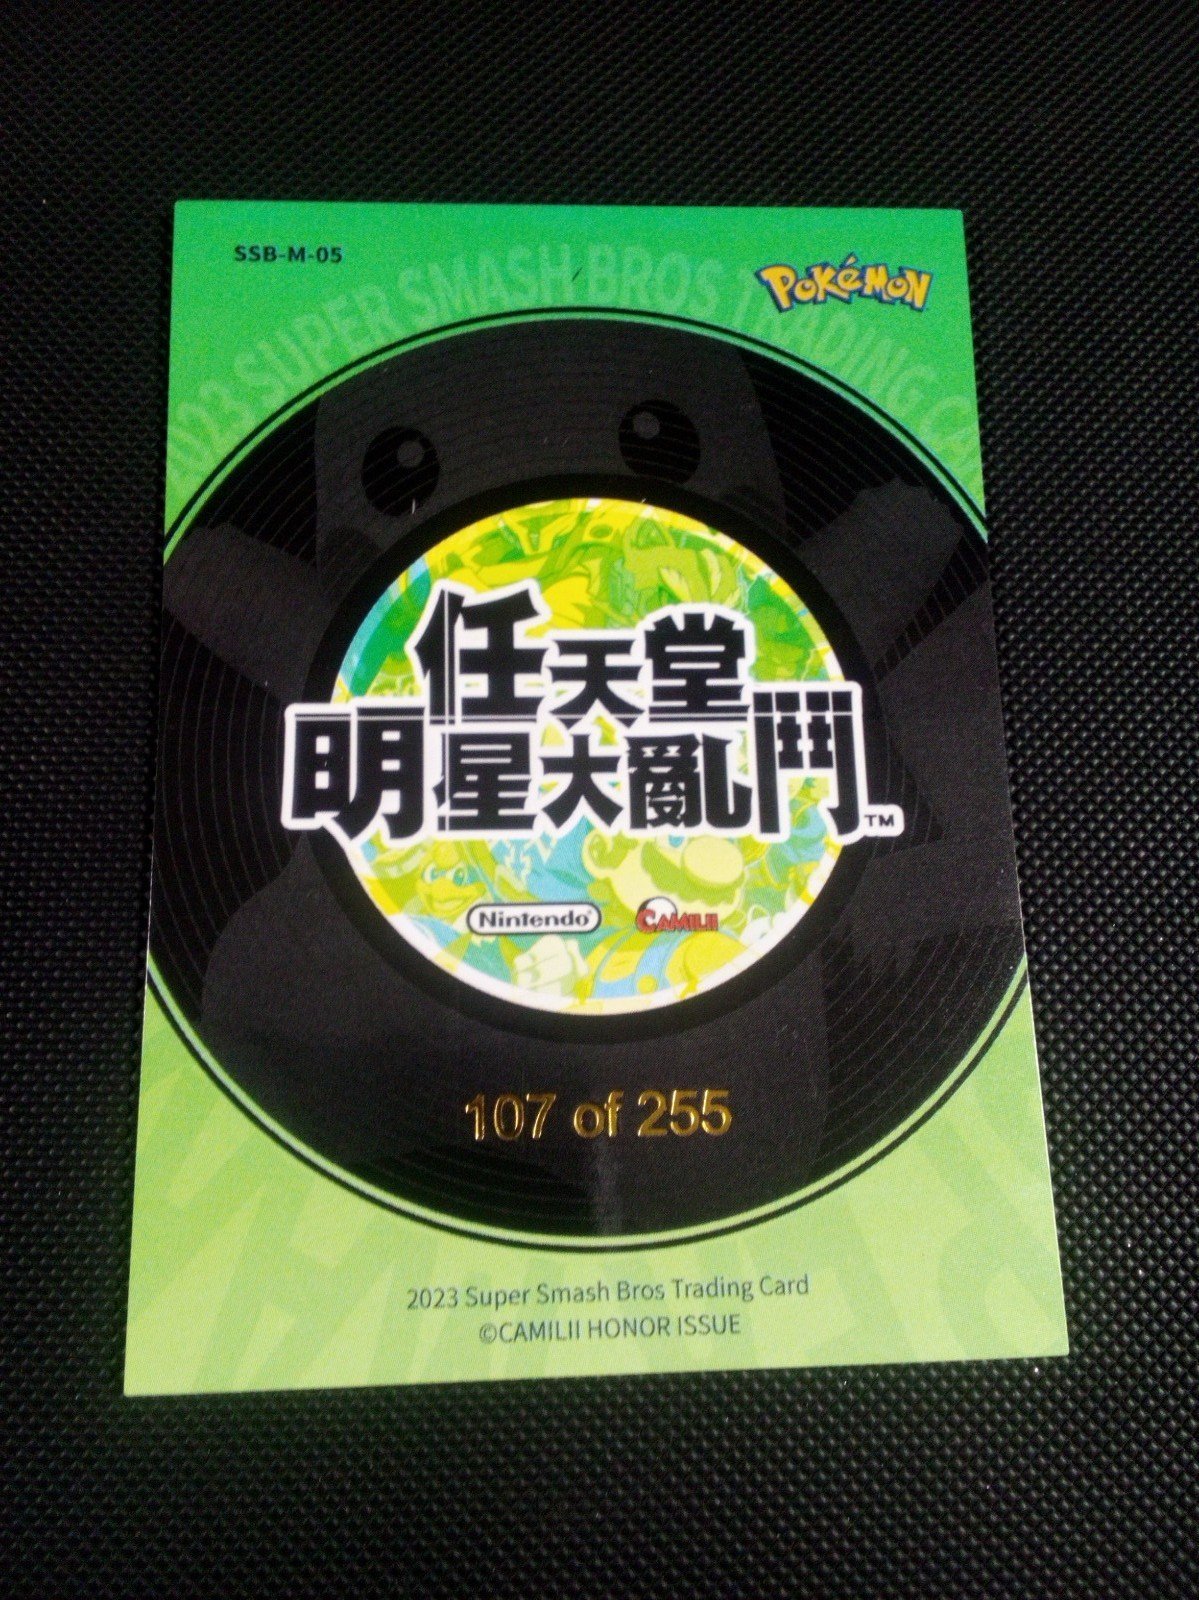 SSB-M-05
POKéMON
2023 SUPER SMASH BROS TRADING CA
任天堂
明星大亂鬥™
Nintendo®
CAMILII
107 of 255
2023 Super Smash Bros Trading Card
©CAMILII HONOR ISSUE